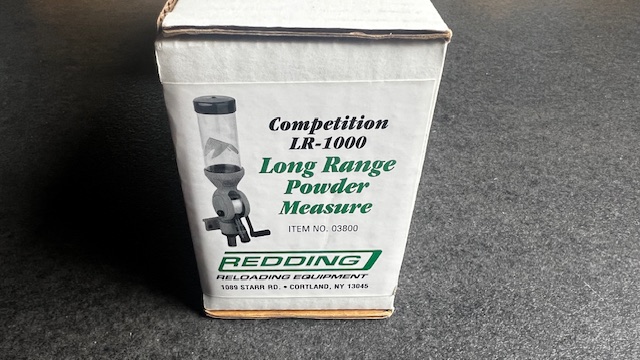 Competition
LR-1000
Long Range
Powder
Measure
ITEM NO. 03800
REDDING
RELOADING EQUIPMENT
1089 STARR RD. • CORTLAND, NY 13045